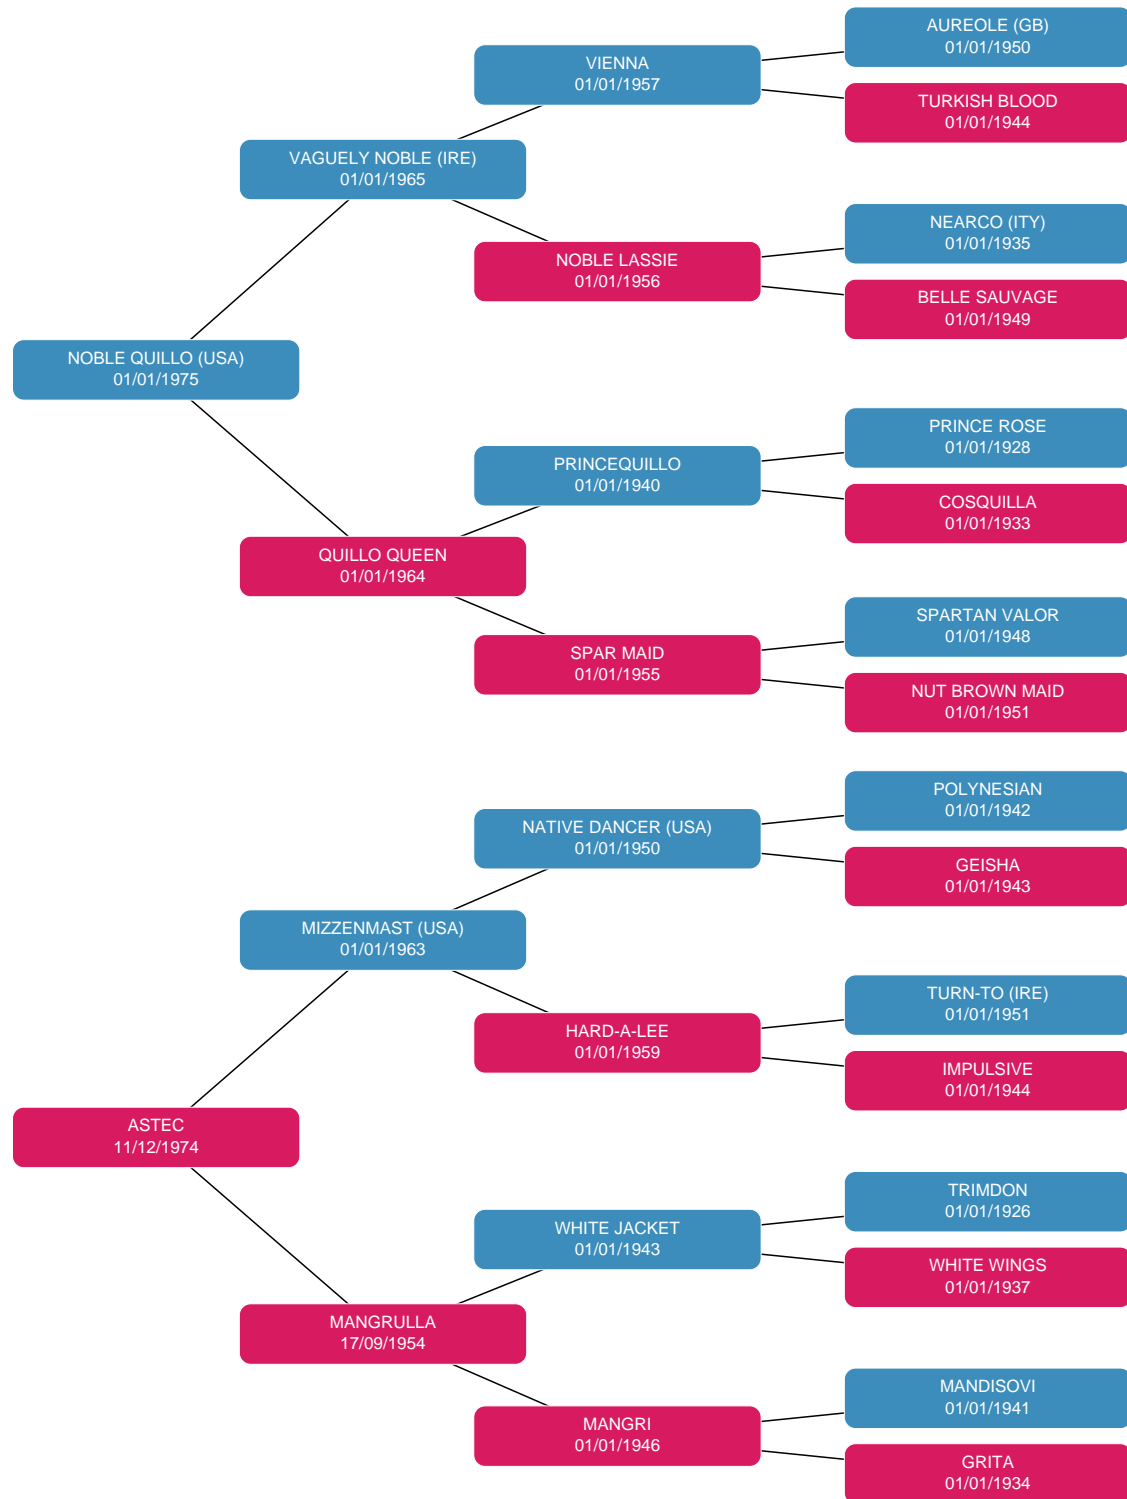 AUREOLE (GB)
01/01/1950
VIENNA
01/01/1957
TURKISH BLOOD
01/01/1944
VAGUELY NOBLE (IRE)
01/01/1965
NEARCO (ITY)
01/01/1935
NOBLE LASSIE
01/01/1956
BELLE SAUVAGE
01/01/1949
NOBLE QUILLO (USA)
01/01/1975
PRINCE ROSE
01/01/1928
PRINCEQUILLO
01/01/1940
COSQUILLA
01/01/1933
QUILLO QUEEN
01/01/1964
SPARTAN VALOR
01/01/1948
SPAR MAID
01/01/1955
NUT BROWN MAID
01/01/1951
POLYNESIAN
01/01/1942
NATIVE DANCER (USA)
01/01/1950
GEISHA
01/01/1943
MIZZENMAST (USA)
01/01/1963
TURN-TO (IRE)
01/01/1951
HARD-A-LEE
01/01/1959
IMPULSIVE
01/01/1944
ASTEC
11/12/1974
TRIMDON
01/01/1926
WHITE JACKET
01/01/1943
WHITE WINGS
01/01/1937
MANGRULLA
17/09/1954
MANDISOVI
01/01/1941
MANGRI
01/01/1946
GRITA
01/01/1934